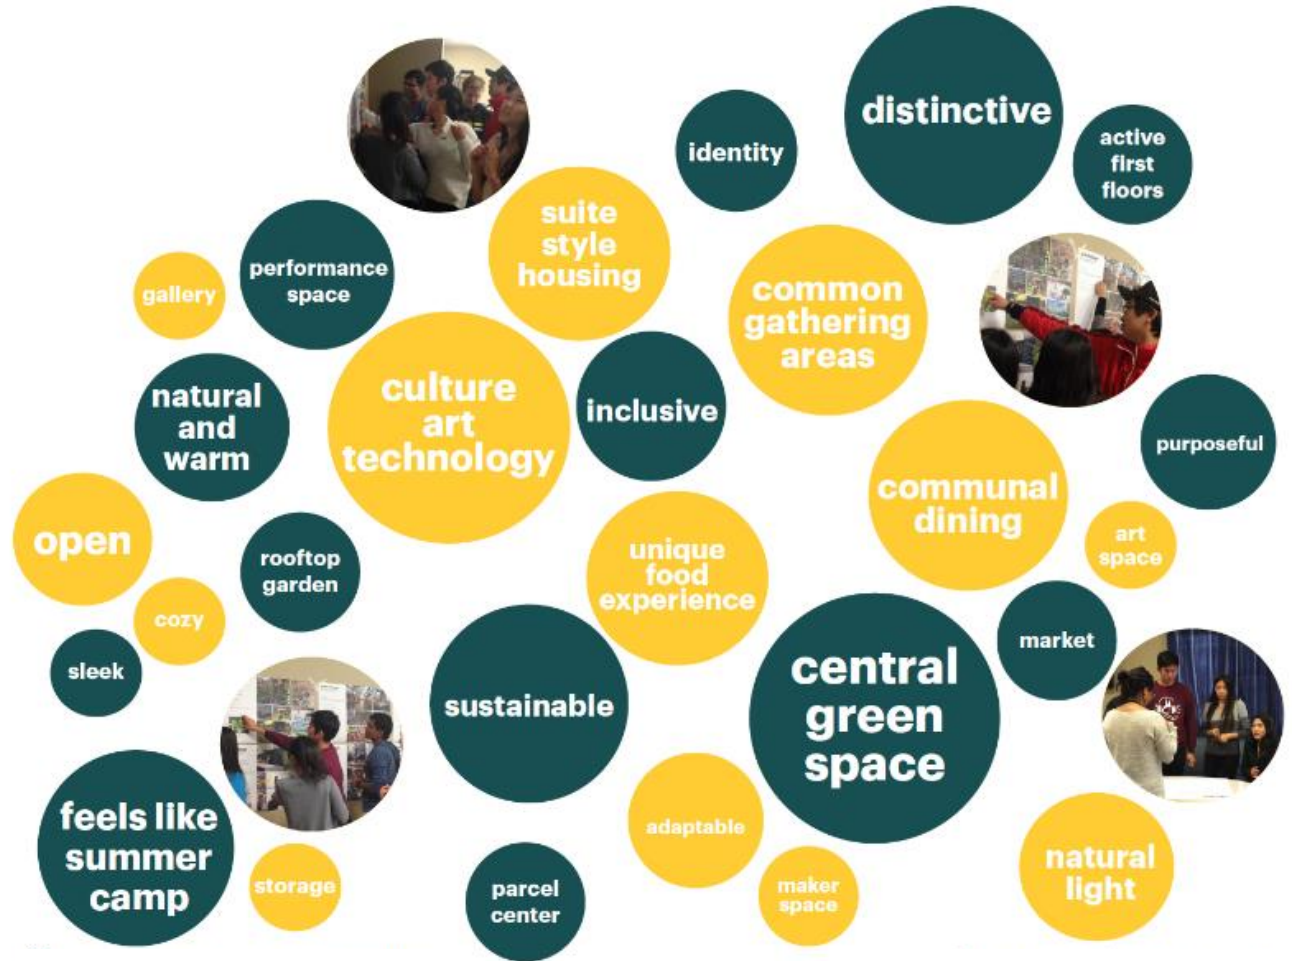 distinctive
identity
active
first
floors
suite
style
housing
performance
space
gallery
common
gathering
areas
culture
art
technology
natural
and
warm
inclusive
purposeful
communal
dining
open
art
space
rooftop
garden
unique
food
experience
cozy
market
sleek
central
green
space
sustainable
adaptable
feels like
summer
camp
natural
light
storage
parcel
center
maker
space